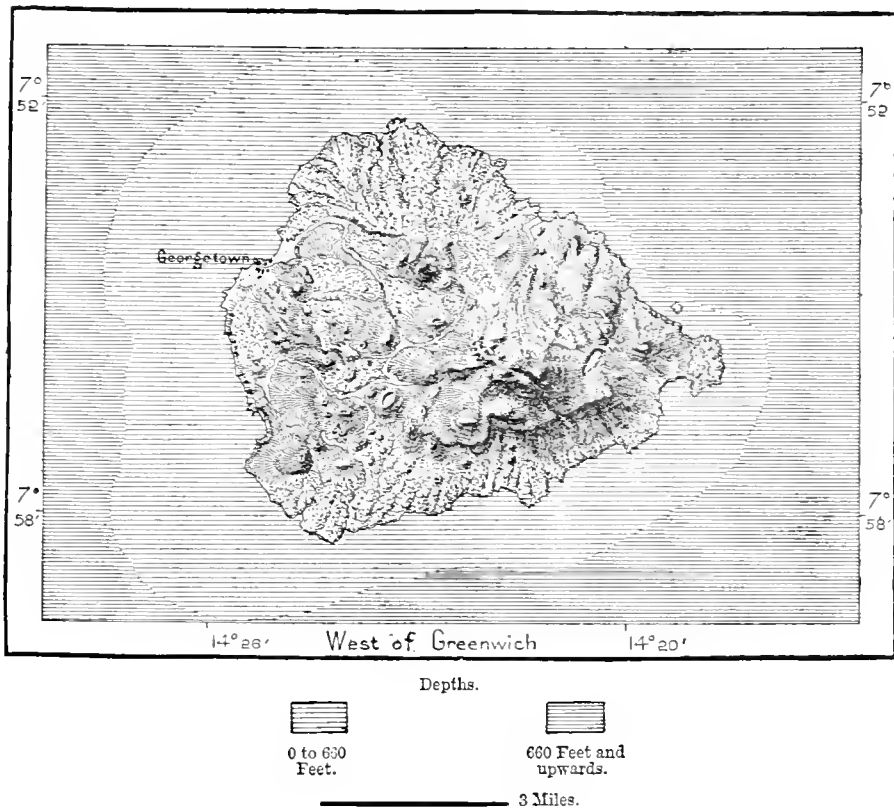 7° 7°
52′ 52
Georgetown
7° 7°
58′ 58′
14°26′ West of Greenwich 14°20′
Depths.
0 to 660 660 Feet and
Feet. upwards.
3 Miles.